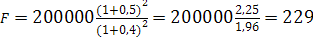 F = 200000 (1+0,5)² / (1+0,4)² = 200000 2,25 / 1,96 = 229